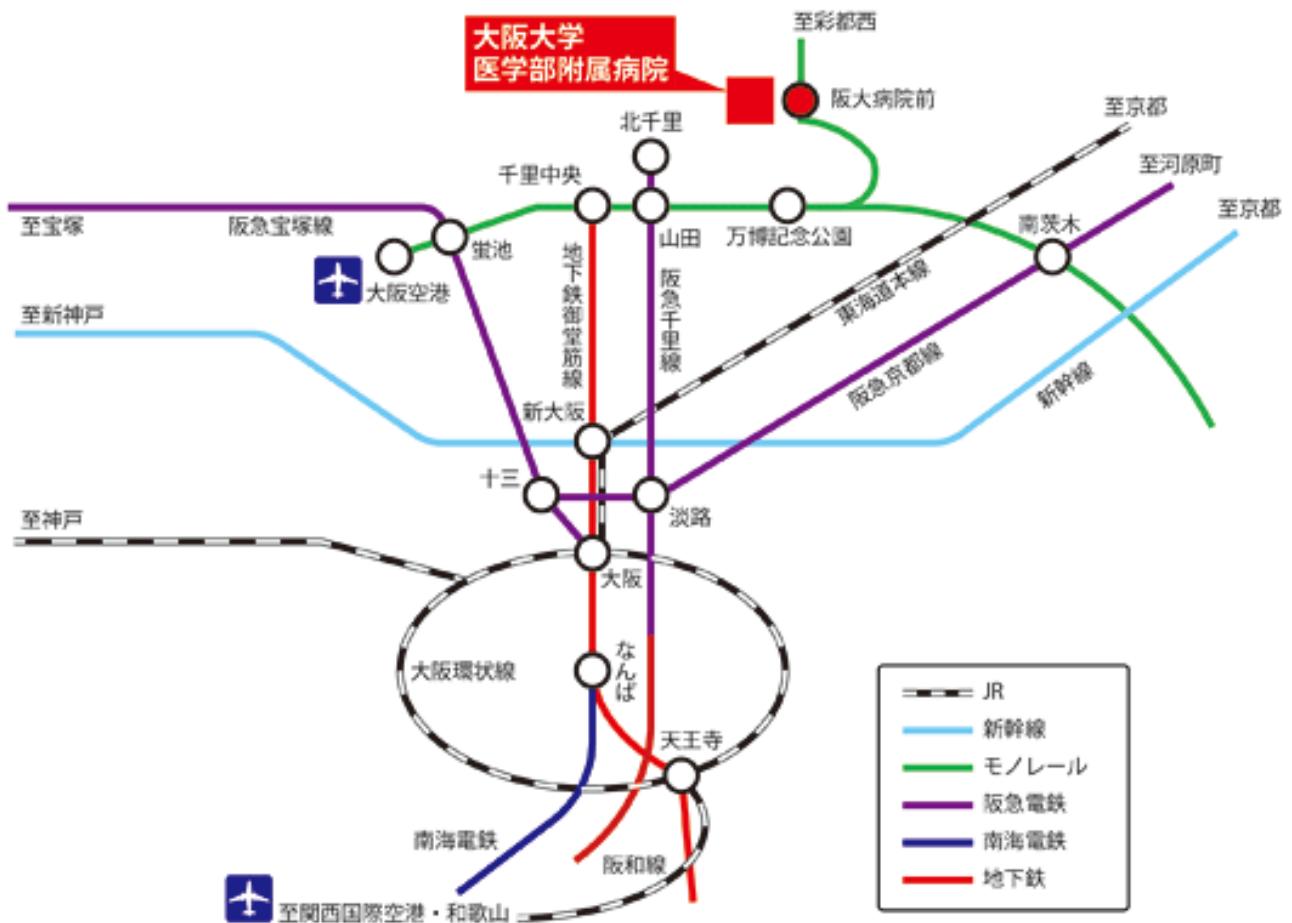 至彩都西
大阪大学
医学部附属病院
阪大病院前
至京都
北千里
至河原町
千里中央
至京都
至宝塚
阪急宝塚線
蛍池
山田
万博記念公園
南茨木
大阪空港
地下鉄御堂筋線
阪急千里線
東海道本線
至新神戸
阪急京都線
新幹線
新大阪
十三
淡路
至神戸
大阪
大阪環状線
なんば
天王寺
南海電鉄
阪和線
至関西国際空港・和歌山
JR
新幹線
モノレール
阪急電鉄
南海電鉄
地下鉄